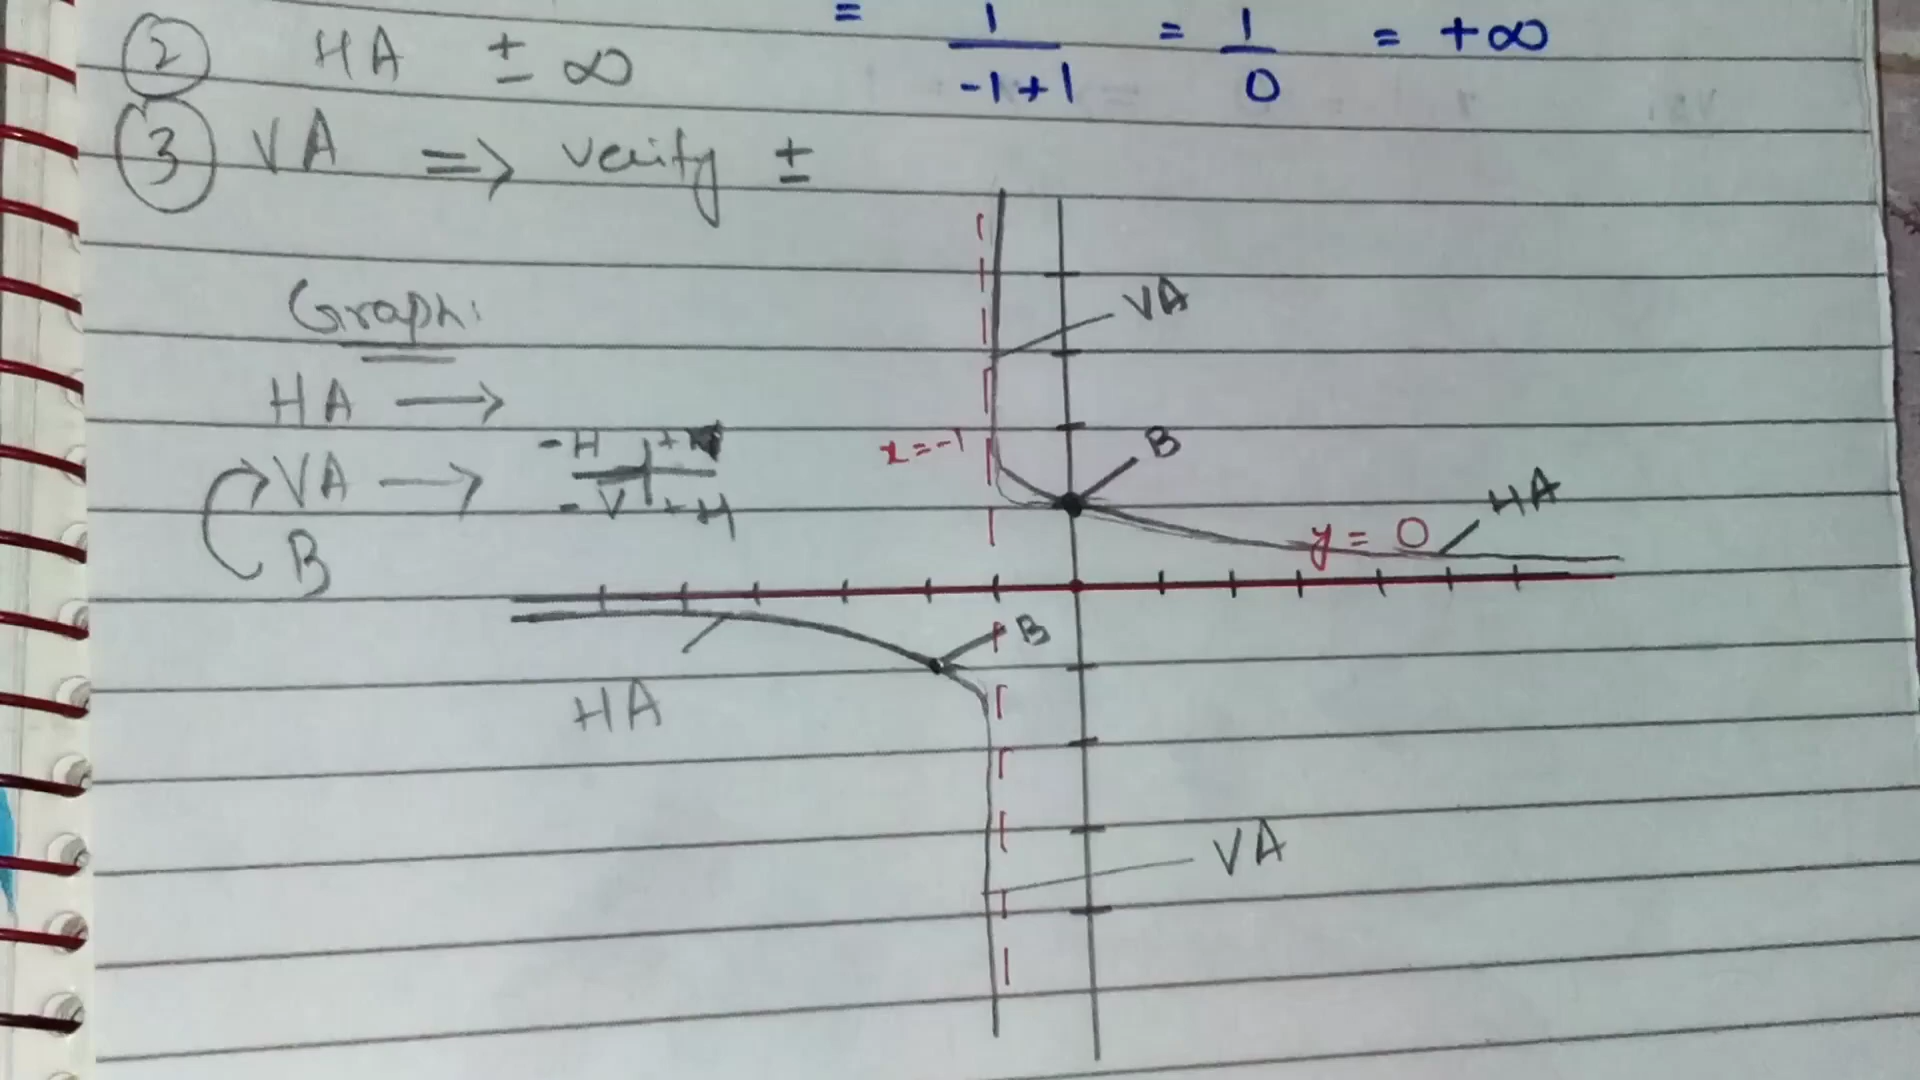 = 1/-1+1 = 1/0 = +∞
② HA ± ∞
③ VA => verify ±
Graph:
HA →
VA → -H +
-V +H
B
VA
x=-1
B
HA
y = 0
B
HA
VA